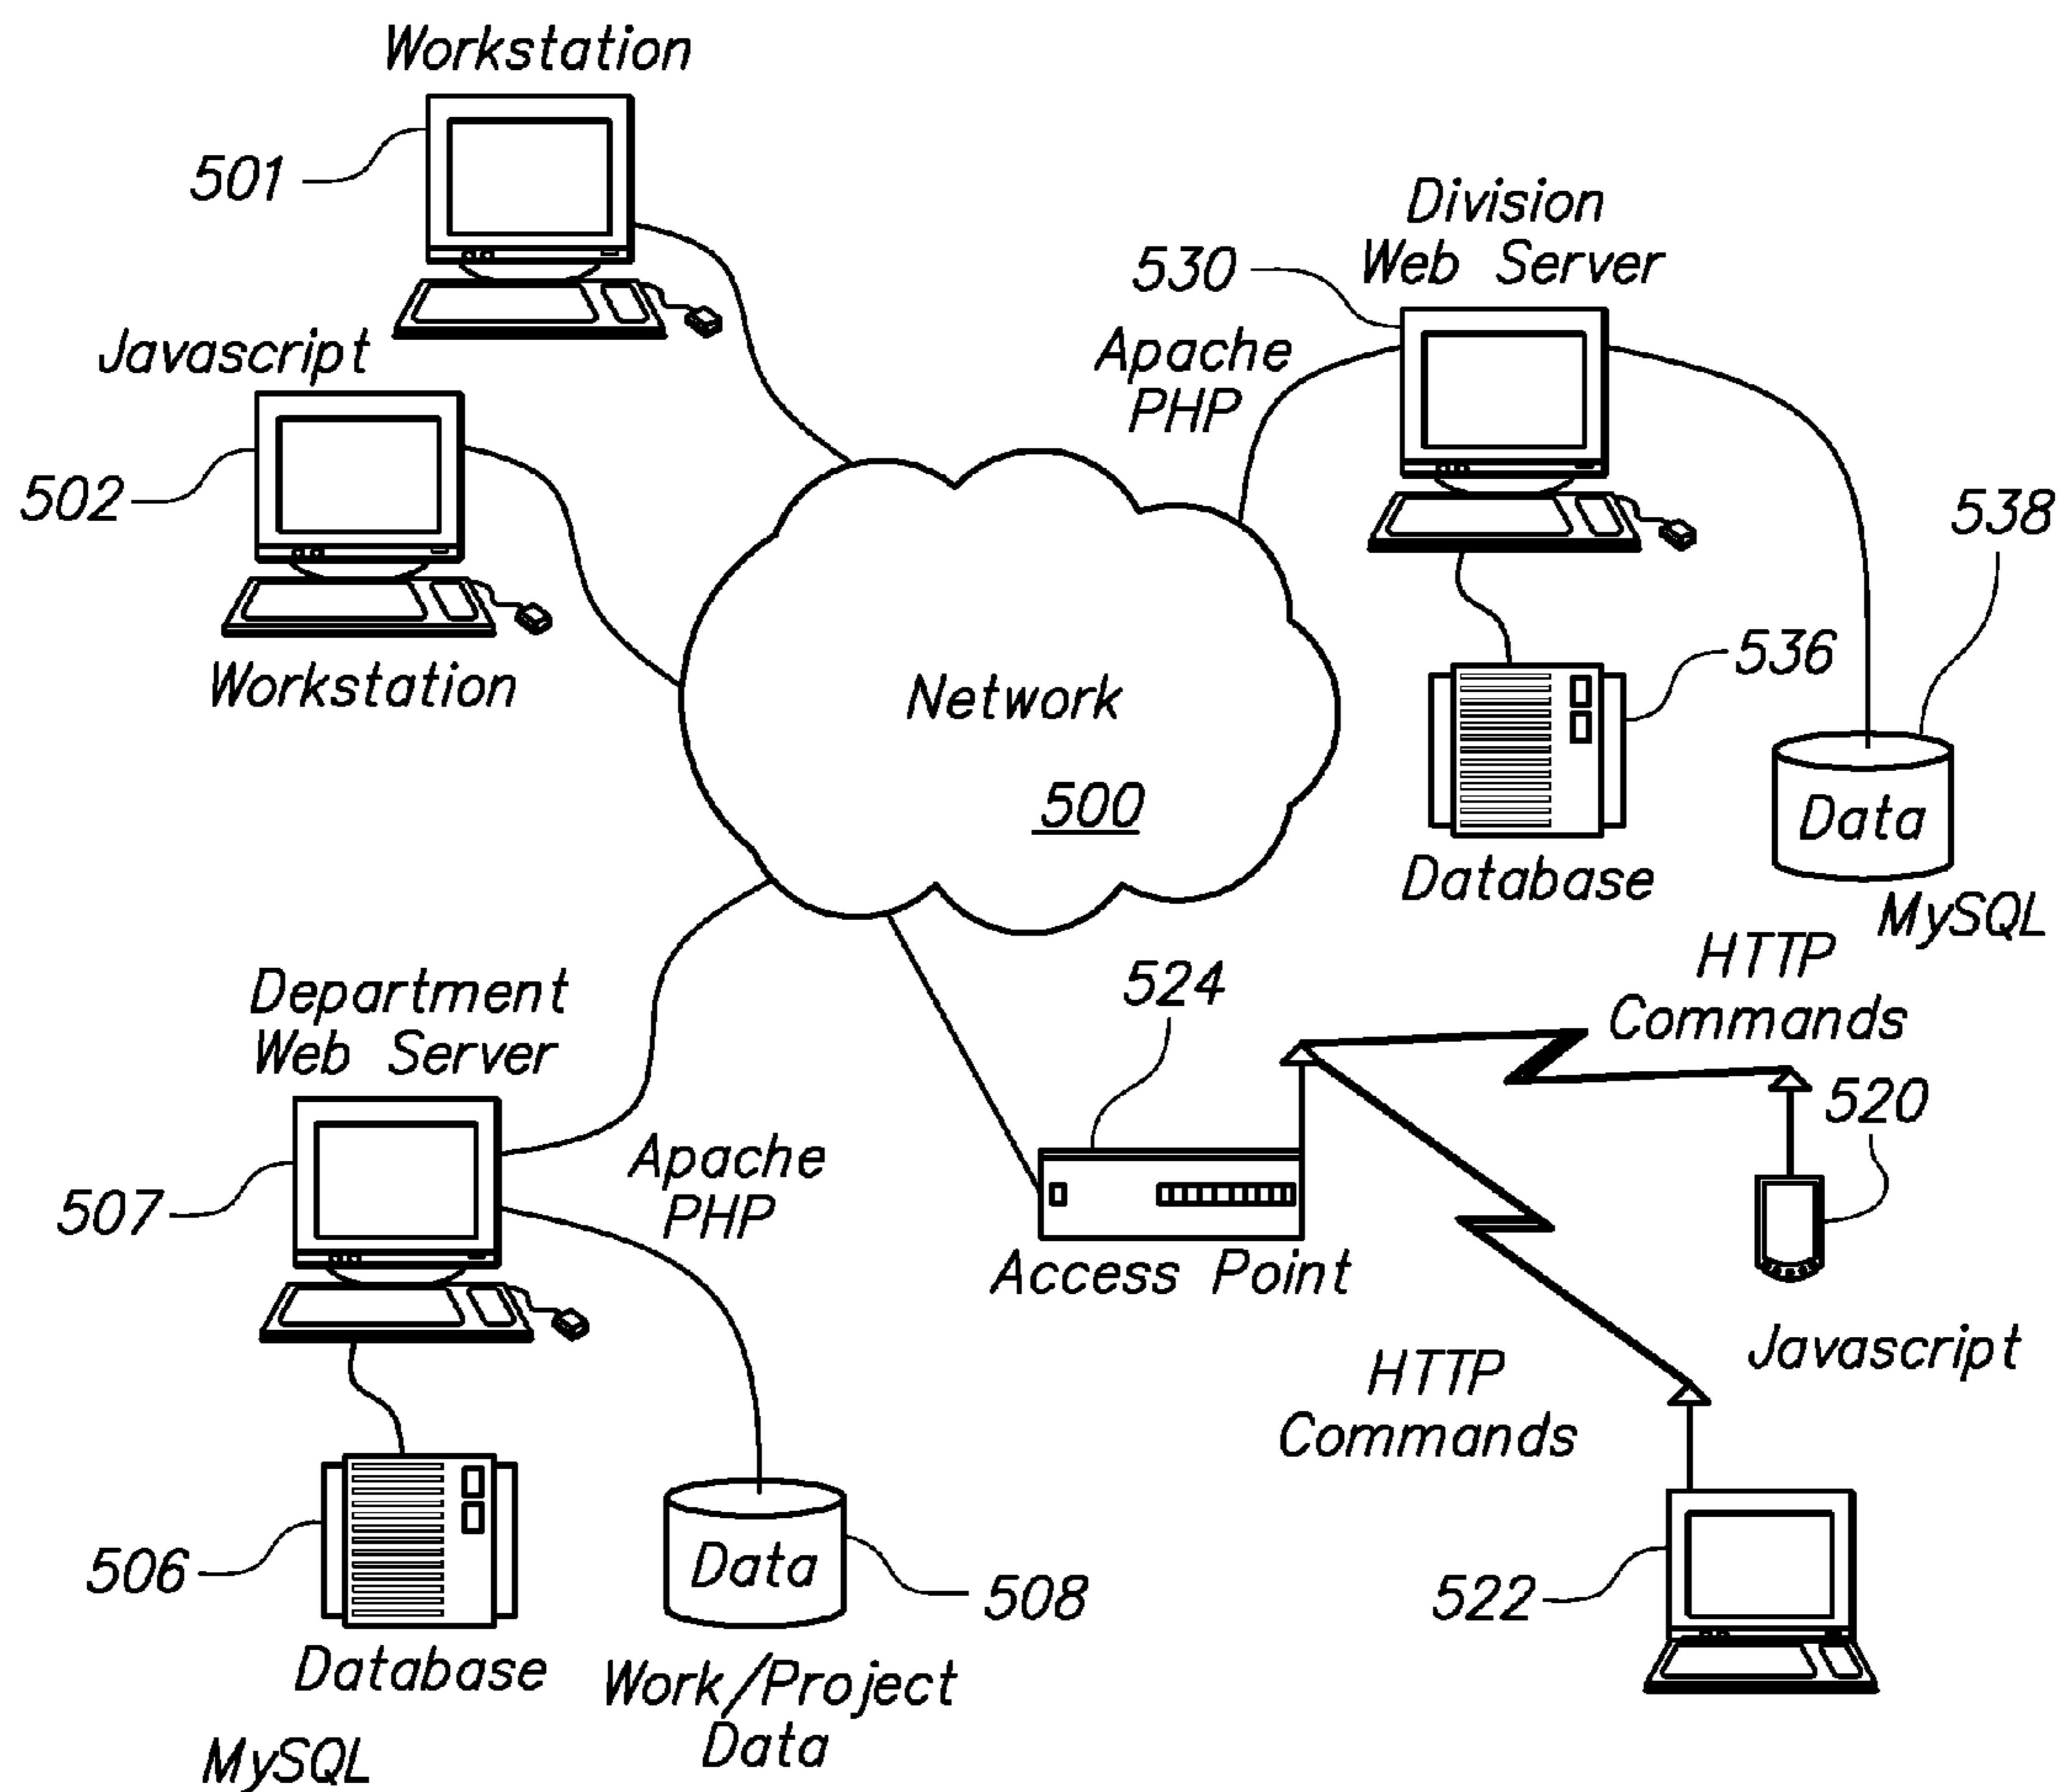 Workstation
501
Javascript
502
Workstation
Division
Web Server
530
Apache
PHP
538
536
Network
500
Data
Database
MySQL
HTTP
Commands
524
520
Department
Web Server
507
Apache
PHP
Access Point
Javascript
HTTP
Commands
506
Data
508
522
Database
Work/Project
Data
MySQL